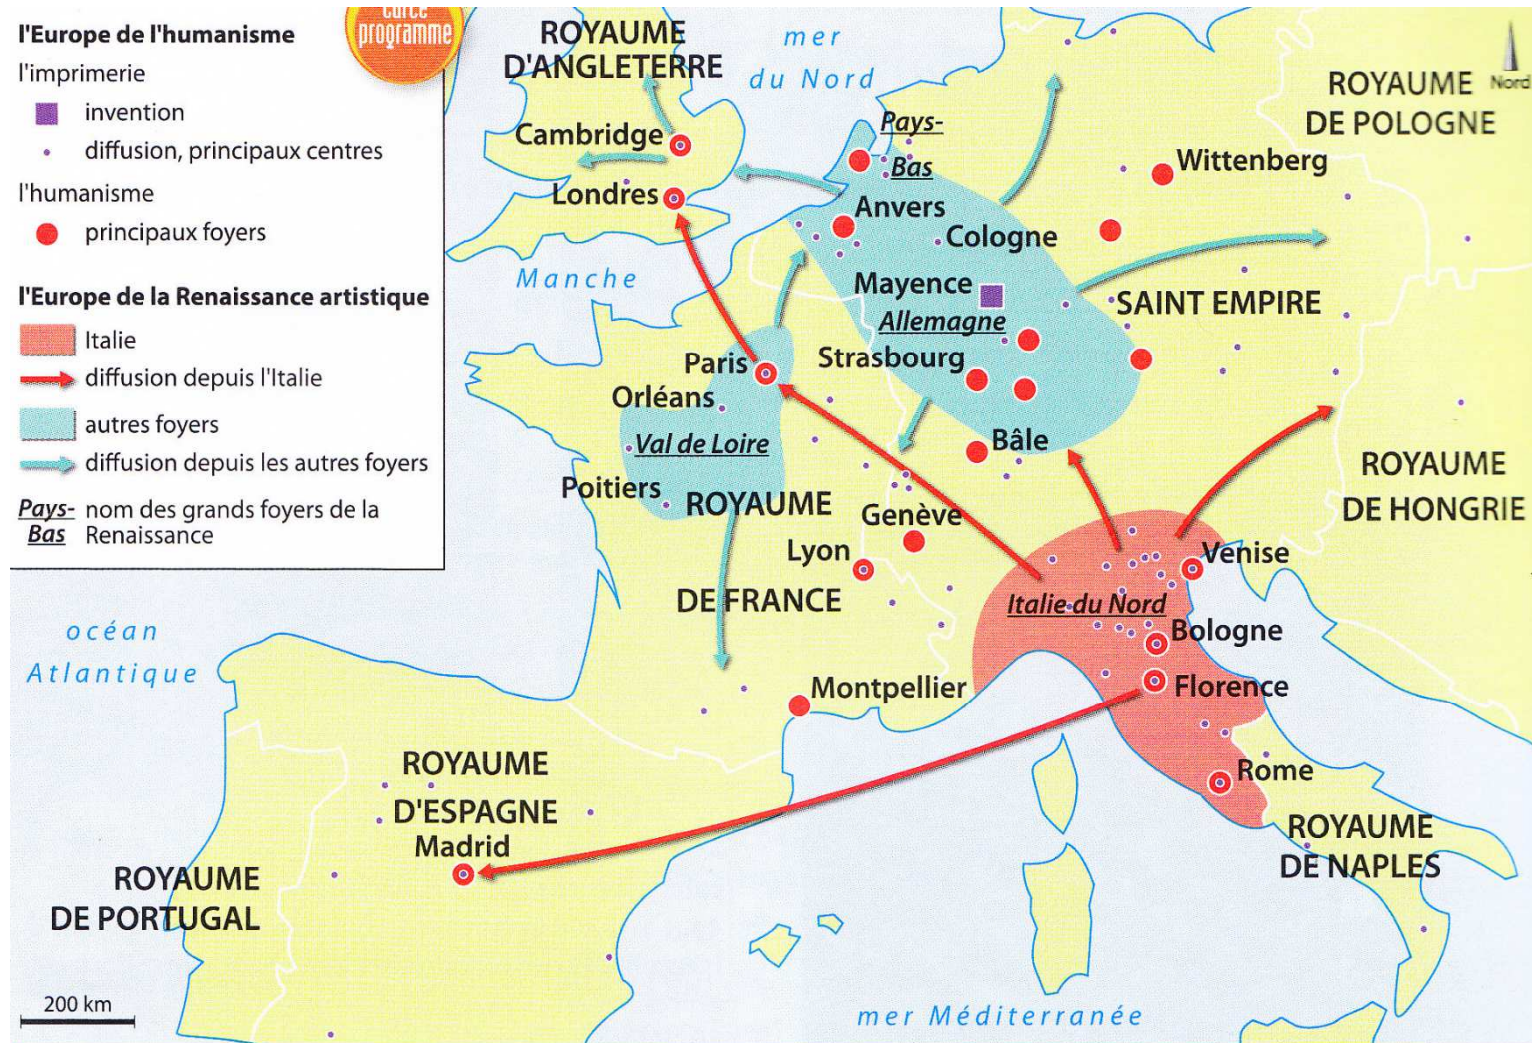 carte
programme
l'Europe de l'humanisme
l'imprimerie
invention
diffusion, principaux centres
l'humanisme
principaux foyers
l'Europe de la Renaissance artistique
Italie
diffusion depuis l'Italie
autres foyers
diffusion depuis les autres foyers
Pays- nom des grands foyers de la
Bas Renaissance
ROYAUME
D'ANGLETERRE
mer
du Nord
Nord
ROYAUME
DE POLOGNE
Pays-
Bas
Cambridge
Wittenberg
Londres
Anvers
Cologne
Manche
Mayence
Allemagne
SAINT EMPIRE
Paris
Strasbourg
Orléans
Val de Loire
Bâle
Poitiers
ROYAUME
DE FRANCE
ROYAUME
DE HONGRIE
Genève
Lyon
Venise
Italie du Nord
Bologne
océan
Atlantique
Montpellier
Florence
ROYAUME
D'ESPAGNE
Madrid
Rome
ROYAUME
DE NAPLES
ROYAUME
DE PORTUGAL
200 km
mer Méditerranée